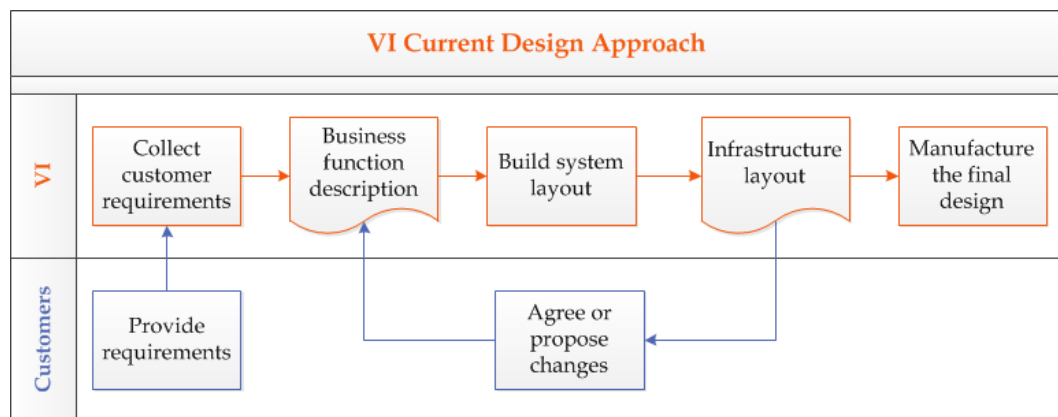 VI Current Design Approach
VI
Collect
customer
requirements
Business
function
description
Build system
layout
Infrastructure
layout
Manufacture
the final
design
Customers
Provide
requirements
Agree or
propose
changes